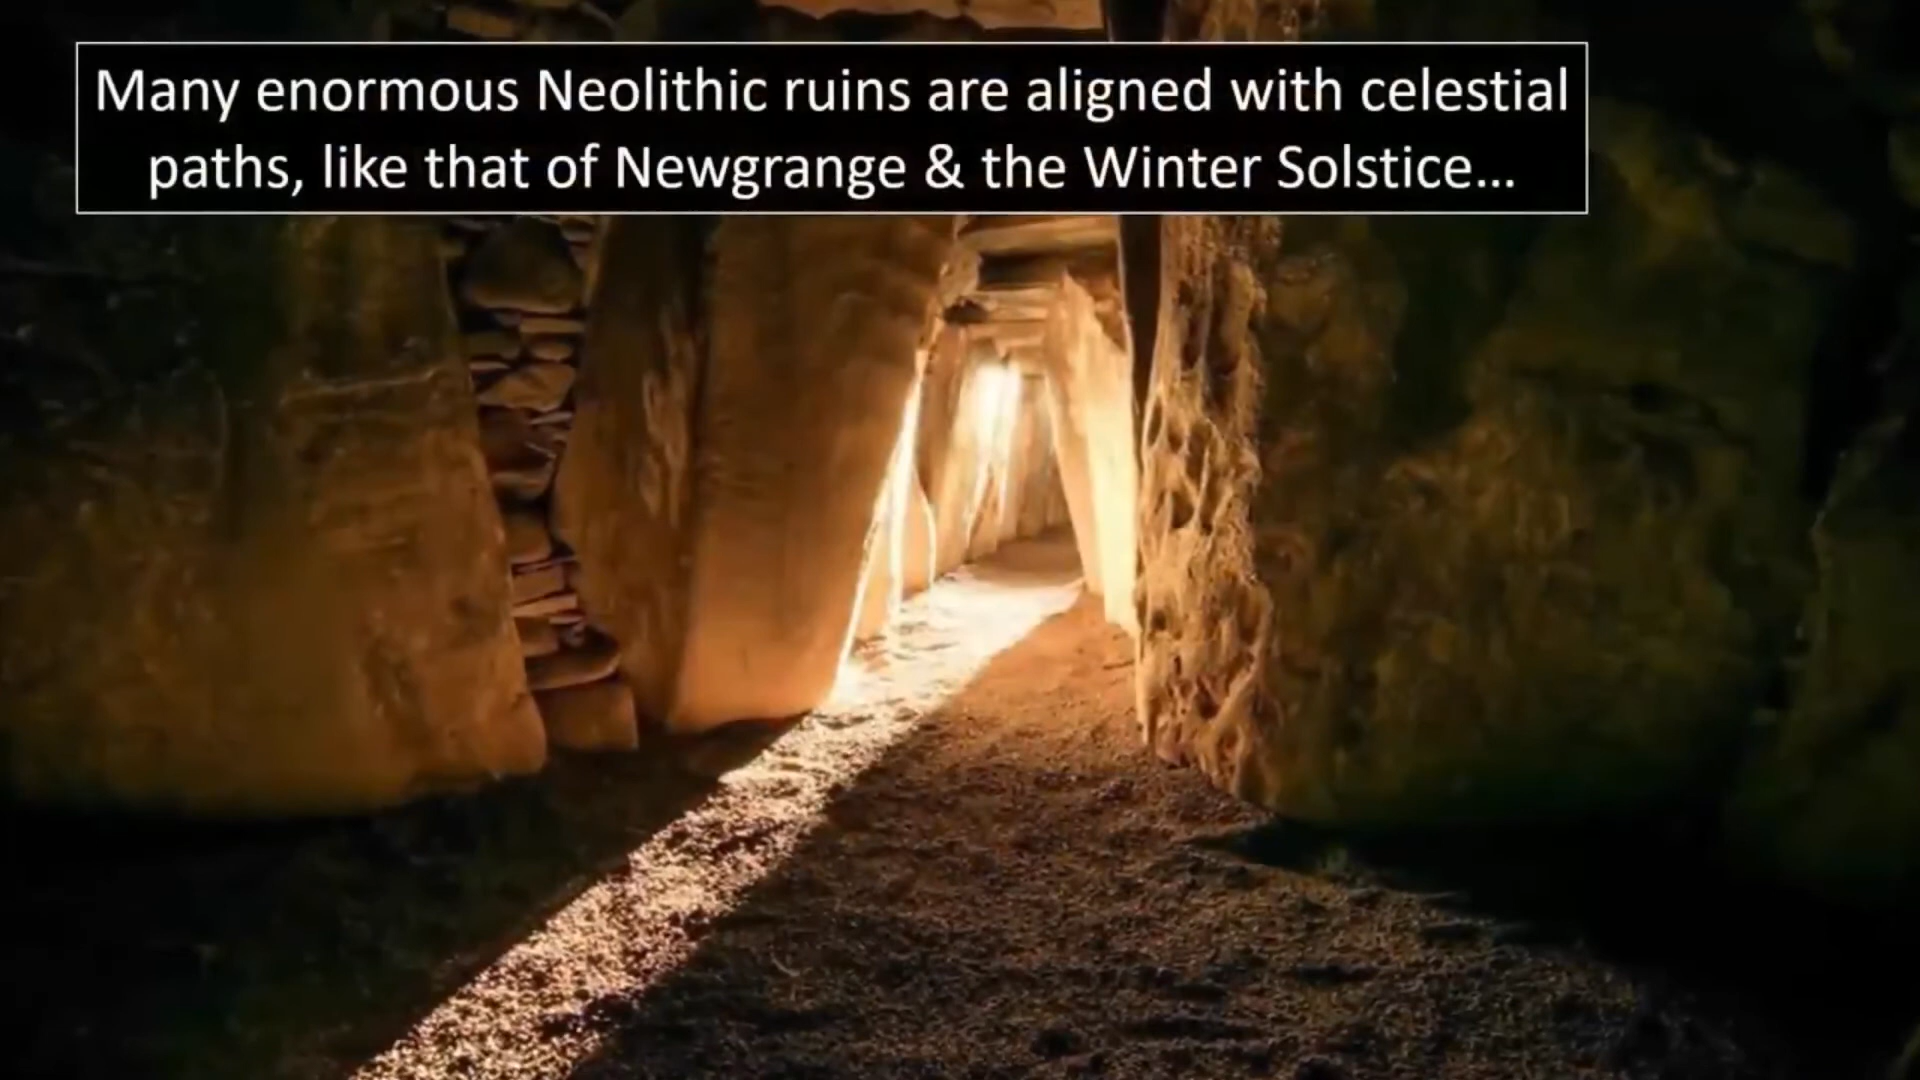 Many enormous Neolithic ruins are aligned with celestial
paths, like that of Newgrange & the Winter Solstice...